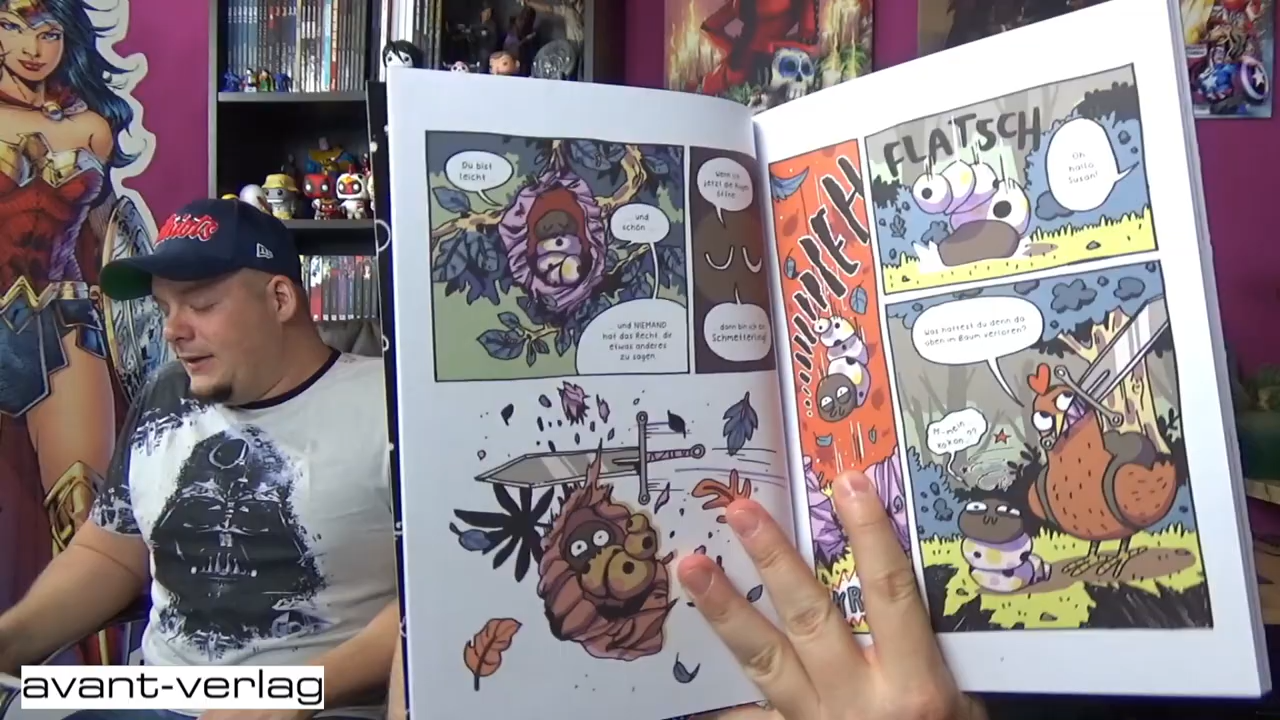 Du bist
leicht...
...und
schön...
und NIEMAND
hat das Recht, dir
etwas anderes
zu sagen.
Wenn ich
jetzt die Augen
öffne
dann bin ich ein
Schmetterling!
FLATSCH
Oh
hallo,
Susan!
Was hattest du denn da
oben im Baum verloren?
M-mein
Kokon...??
avant-verlag